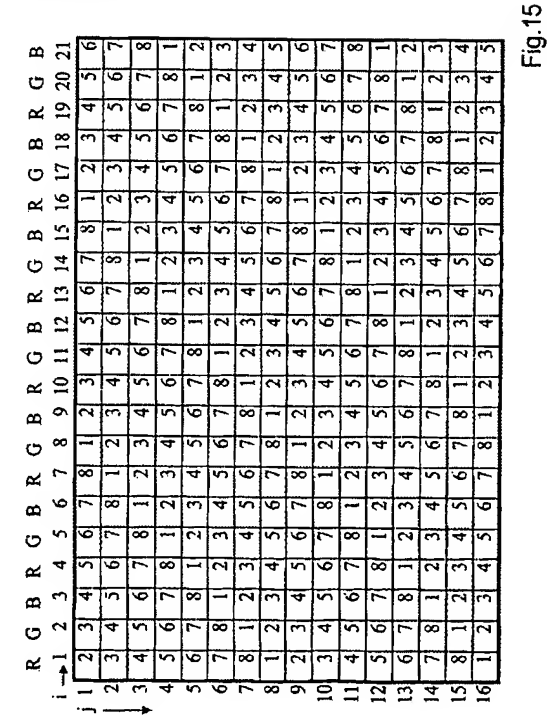 R G B R G B R G B R G B R G B R G B R G B
i → 1 2 3 4 5 6 7 8 9 10 11 12 13 14 15 16 17 18 19 20 21
j 1 2 3 4 5 6 7 8 1 2 3 4 5 6 7 8 1 2 3 4 5 6
2 3 4 5 6 7 8 1 2 3 4 5 6 7 8 1 2 3 4 5 6 7
3 4 5 6 7 8 1 2 3 4 5 6 7 8 1 2 3 4 5 6 7 8
4 5 6 7 8 1 2 3 4 5 6 7 8 1 2 3 4 5 6 7 8 1
5 6 7 8 1 2 3 4 5 6 7 8 1 2 3 4 5 6 7 8 1 2
6 7 8 1 2 3 4 5 6 7 8 1 2 3 4 5 6 7 8 1 2 3
7 8 1 2 3 4 5 6 7 8 1 2 3 4 5 6 7 8 1 2 3 4
8 1 2 3 4 5 6 7 8 1 2 3 4 5 6 7 8 1 2 3 4 5
9 2 3 4 5 6 7 8 1 2 3 4 5 6 7 8 1 2 3 4 5 6
10 3 4 5 6 7 8 1 2 3 4 5 6 7 8 1 2 3 4 5 6 7
11 4 5 6 7 8 1 2 3 4 5 6 7 8 1 2 3 4 5 6 7 8
12 5 6 7 8 1 2 3 4 5 6 7 8 1 2 3 4 5 6 7 8 1
13 6 7 8 1 2 3 4 5 6 7 8 1 2 3 4 5 6 7 8 1 2
14 7 8 1 2 3 4 5 6 7 8 1 2 3 4 5 6 7 8 1 2 3
15 8 1 2 3 4 5 6 7 8 1 2 3 4 5 6 7 8 1 2 3 4
16 1 2 3 4 5 6 7 8 1 2 3 4 5 6 7 8 1 2 3 4 5
Fig.15